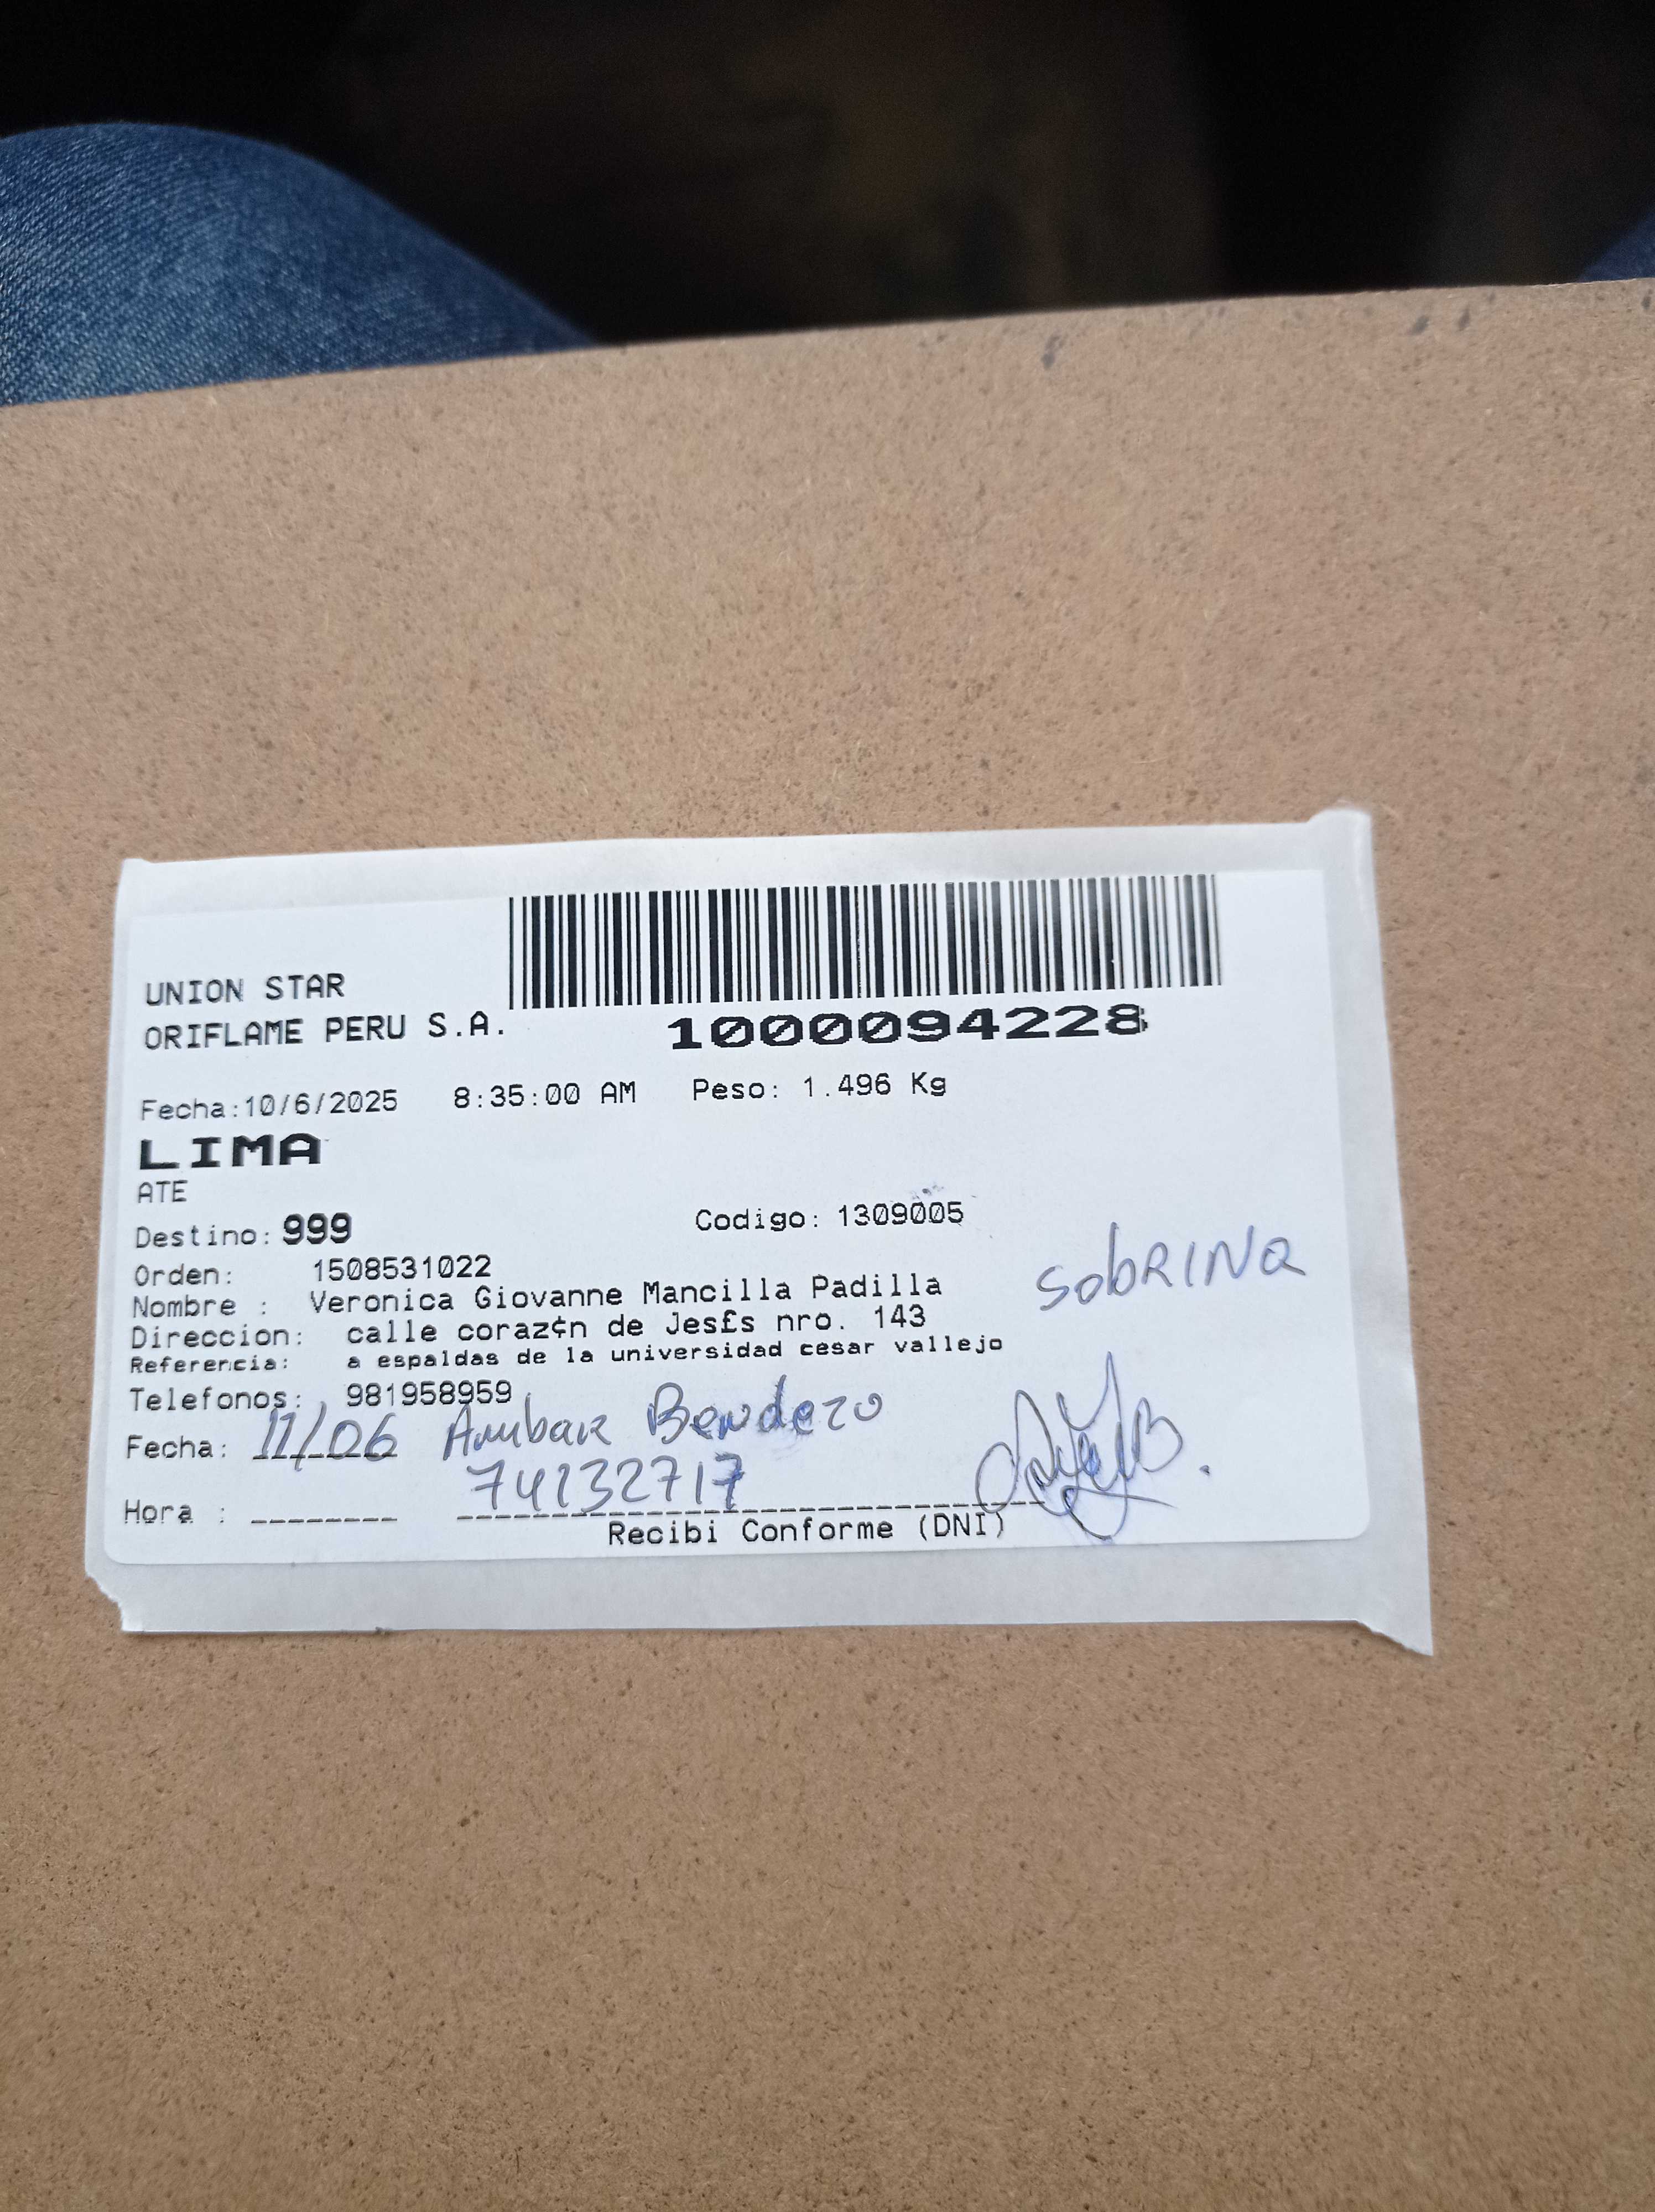 UNION STAR
ORIFLAME PERU S.A.
1000094228
Fecha:10/6/2025 8:35:00 AM Peso: 1.496 Kg
LIMA
ATE
Destino: 999 Codigo: 1309005
Orden: 1508531022
SobRINa
Nombre : Veronica Giovanne Mancilla Padilla
Direccion: calle coraz¢n de Jes£s nro. 143
Referencia: a espaldas de la universidad cesar vallejo
Telefonos: 981958959
Fecha: 11/06 Ambar Bendezo
74132717
Hora :
Recibi Conforme (DNI)